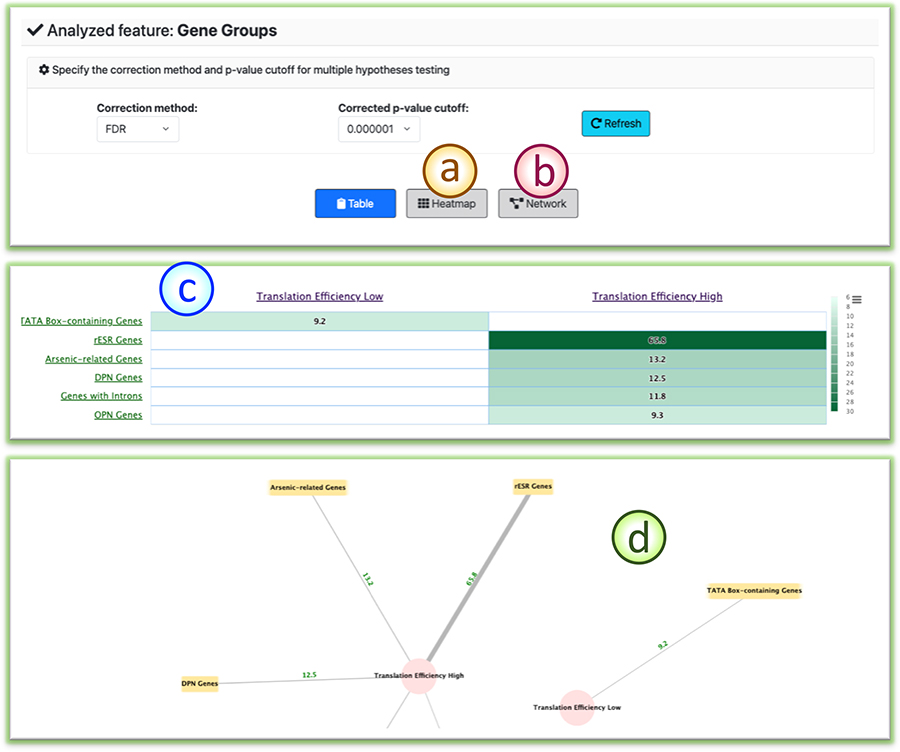 Analyzed feature: Gene Groups
Specify the correction method and p-value cutoff for multiple hypotheses testing
Correction method: Corrected p-value cutoff:
FDR 0.000001 Refresh
a b
Table Heatmap Network
c
Translation Efficiency Low Translation Efficiency High
TATA Box-containing Genes 9.2
rESR Genes 65.8
Arsenic-related Genes 13.2
DPN Genes 12.5
Genes with Introns 11.8
OPN Genes 9.3
6
8
10
12
14
16
18
20
22
24
26
28
30
Arsenic-related Genes rESR Genes
d
13.2 65.8
TATA Box-containing Genes
9.2
12.5 Translation Efficiency High
DPN Genes
Translation Efficiency Low